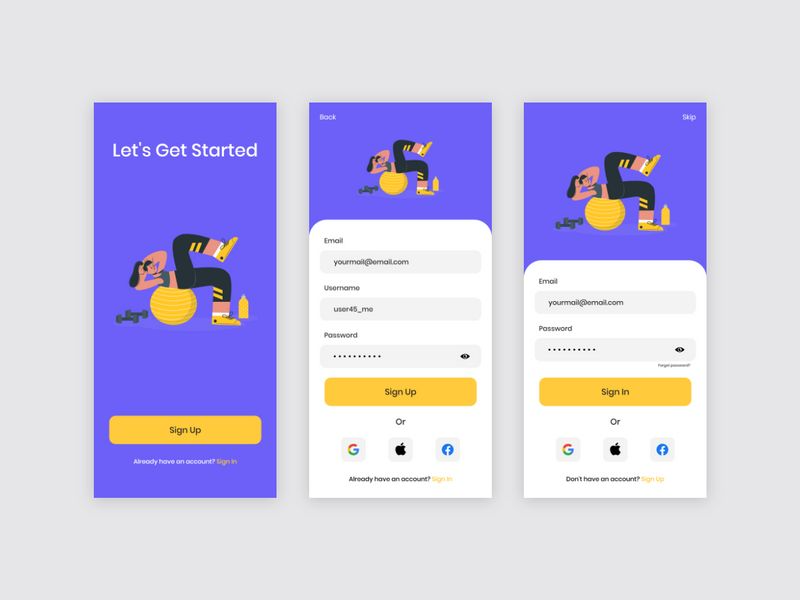 Let's Get Started
Sign Up
Already have an account? Sign In
Back
Email
yourmail@email.com
Username
user45_me
Password
Sign Up
Or
Already have an account? Sign In
Skip
Email
yourmail@email.com
Password
Forget password?
Sign In
Or
Don't have an account? Sign Up